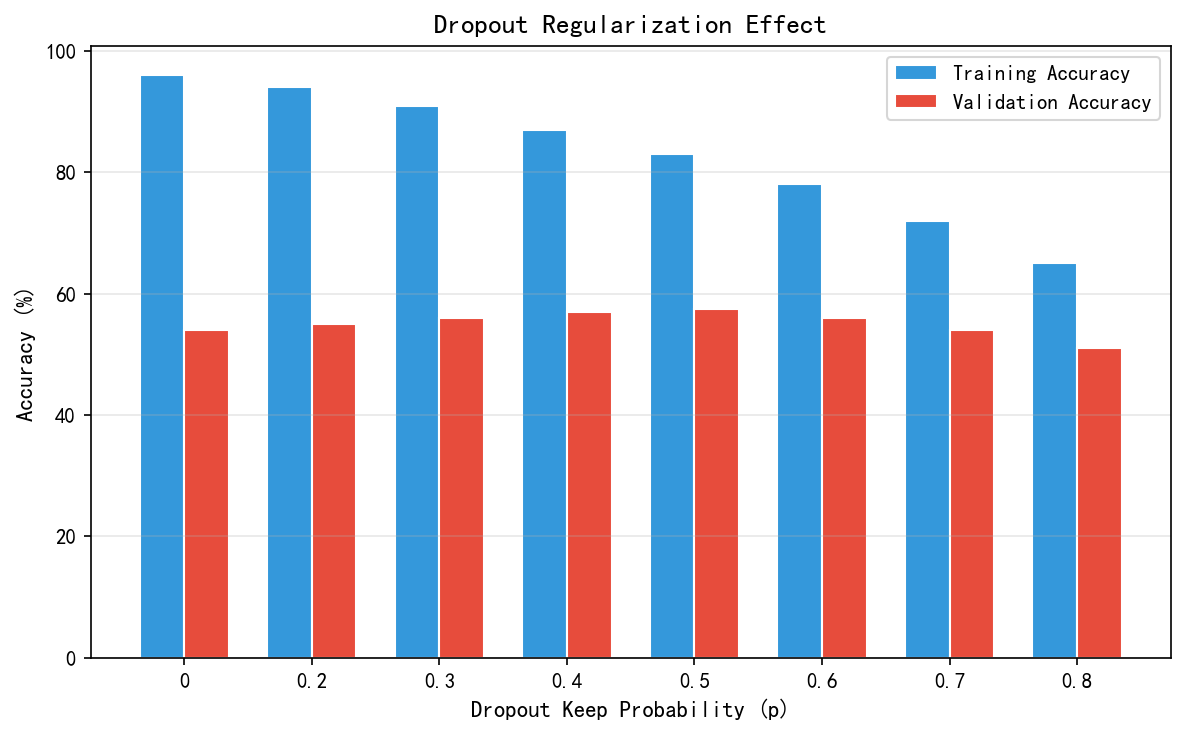 Dropout Regularization Effect
Training Accuracy
Validation Accuracy
Accuracy (%)
100
80
60
40
20
0
0 0.2 0.3 0.4 0.5 0.6 0.7 0.8
Dropout Keep Probability (p)